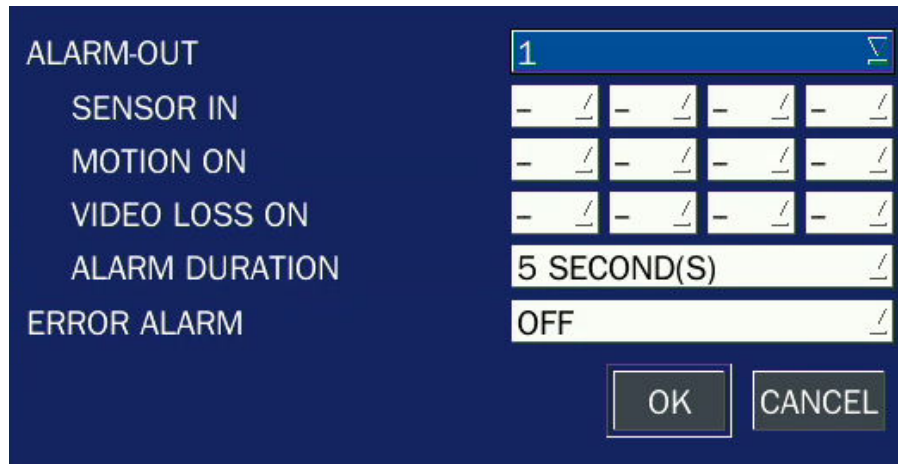 ALARM-OUT 1
SENSOR IN - - - -
MOTION ON - - - -
VIDEO LOSS ON - - - -
ALARM DURATION 5 SECOND(S)
ERROR ALARM OFF
OK CANCEL